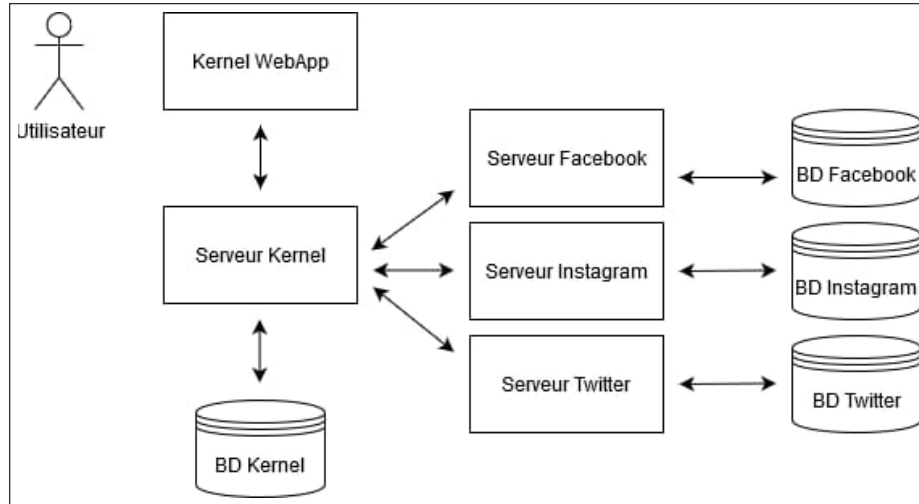 Kernel WebApp
Utilisateur
Serveur Facebook
BD Facebook
Serveur Kernel
Serveur Instagram
BD Instagram
Serveur Twitter
BD Twitter
BD Kernel